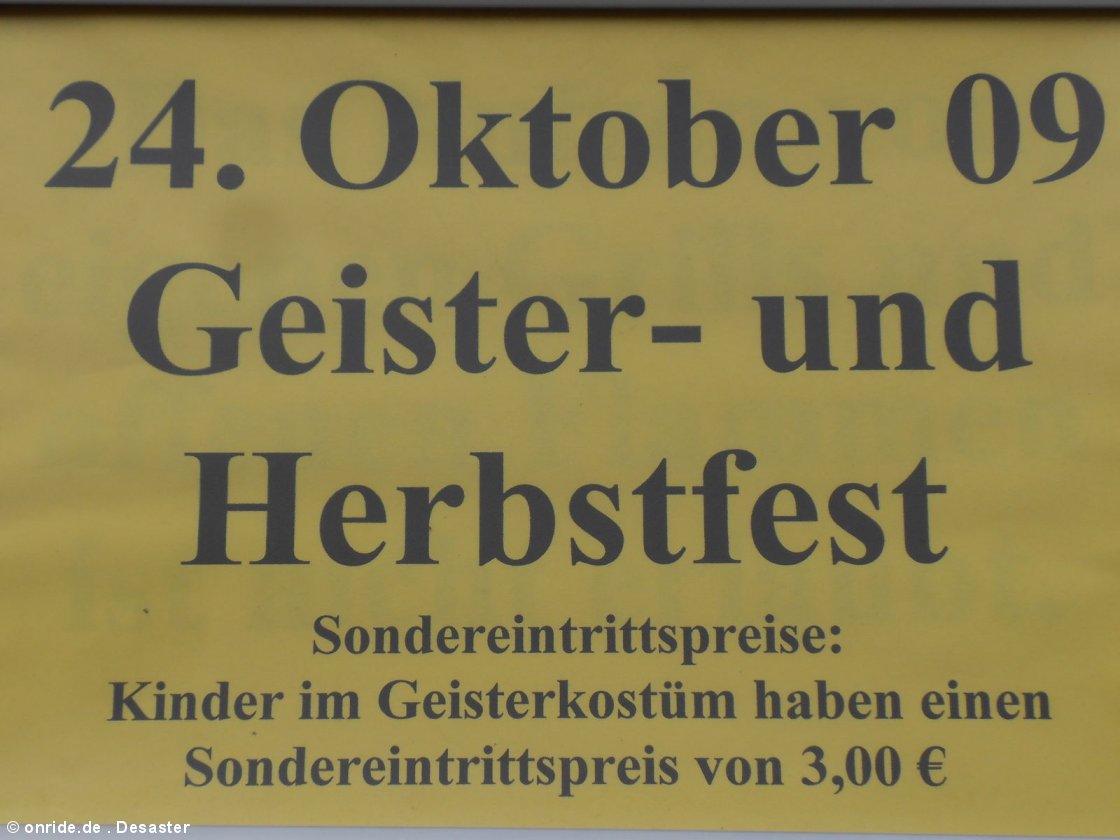 24. Oktober 09
Geister- und
Herbstfest
Sondereintrittspreise:
Kinder im Geisterkostüm haben einen
Sondereintrittspreis von 3,00 €
© onride.de . Desaster